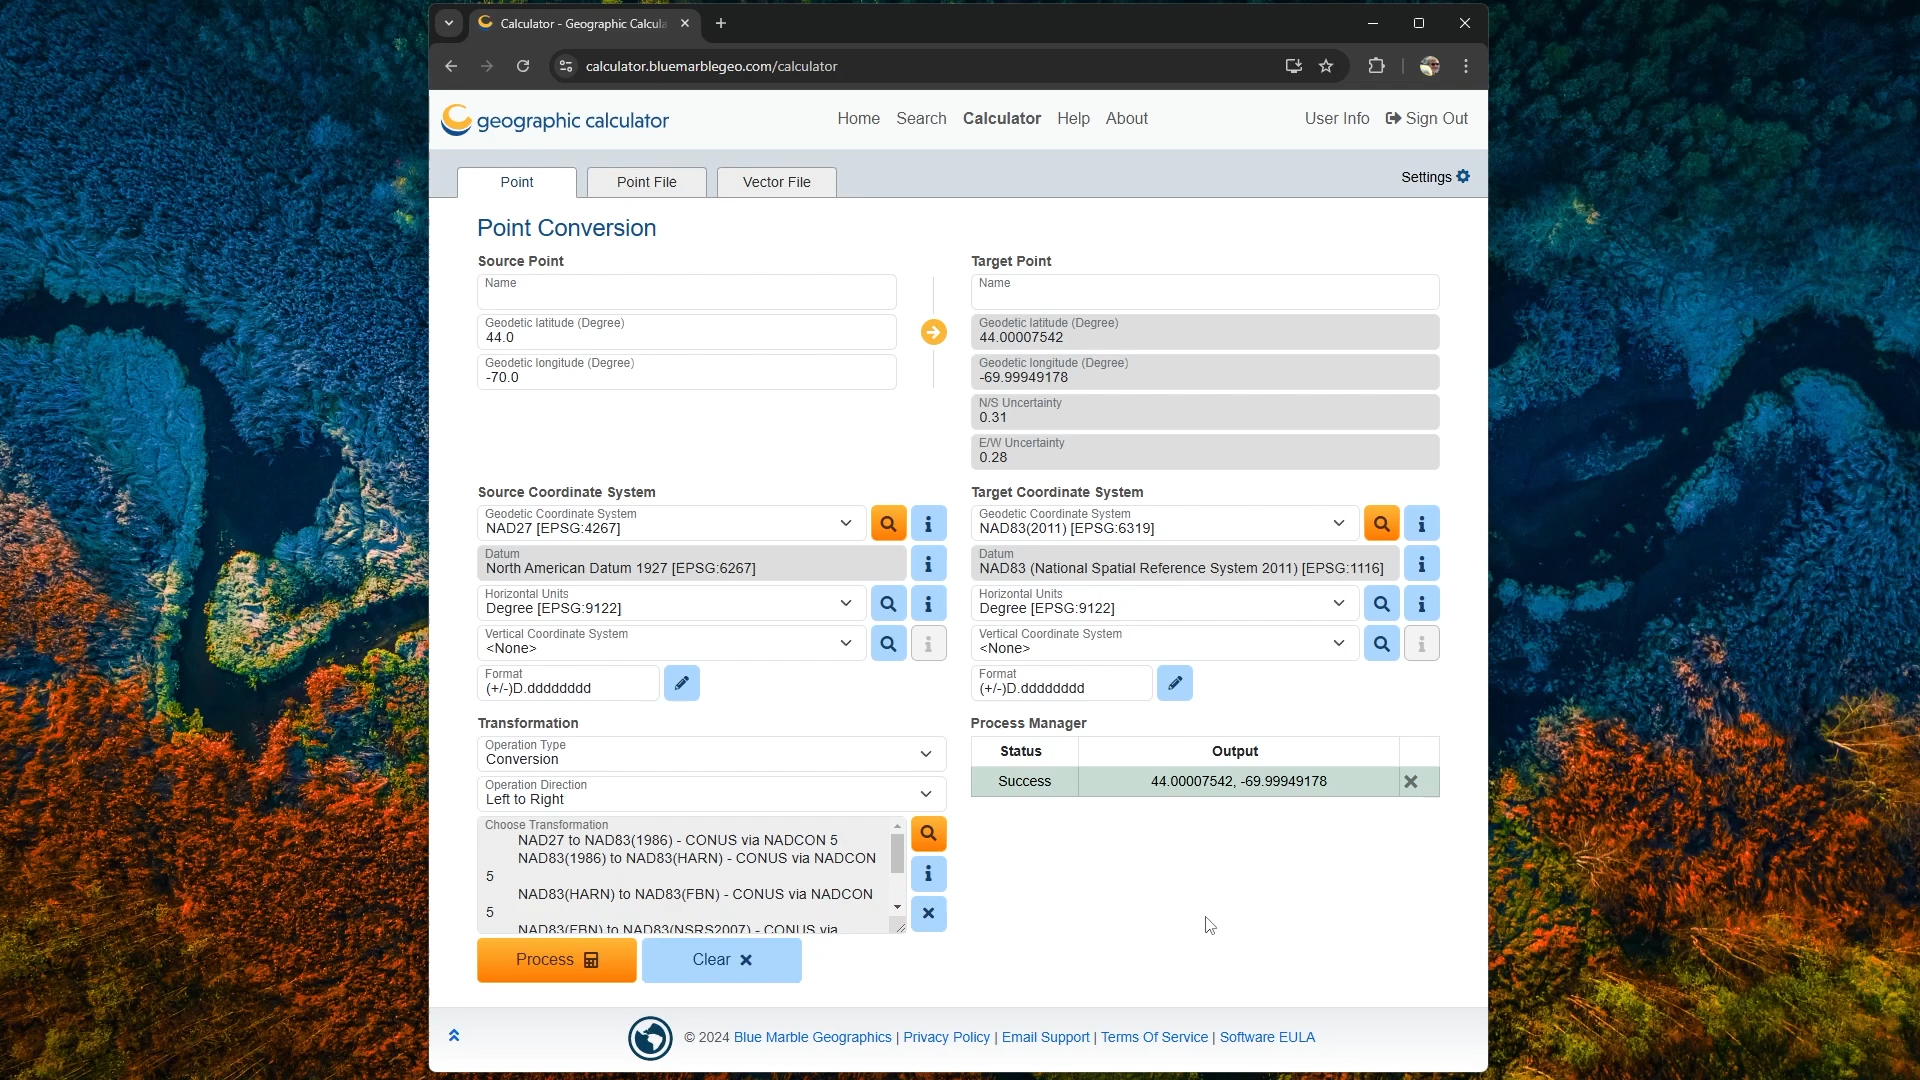 Calculator - Geographic Calcula
calculator.bluemarblegeo.com/calculator
geographic calculator
Home Search Calculator Help About
User Info Sign Out
Point
Point File
Vector File
Settings
Point Conversion
Source Point
Name
Geodetic latitude (Degree)
44.0
Geodetic longitude (Degree)
-70.0
Target Point
Name
Geodetic latitude (Degree)
44.00007542
Geodetic longitude (Degree)
-69.99949178
N/S Uncertainty
0.31
E/W Uncertainty
0.28
Source Coordinate System
Geodetic Coordinate System
NAD27 [EPSG:4267]
Datum
North American Datum 1927 [EPSG:6267]
Horizontal Units
Degree [EPSG:9122]
Vertical Coordinate System
<None>
Format
(+/-)D.dddddddd
Target Coordinate System
Geodetic Coordinate System
NAD83(2011) [EPSG:6319]
Datum
NAD83 (National Spatial Reference System 2011) [EPSG:1116]
Horizontal Units
Degree [EPSG:9122]
Vertical Coordinate System
<None>
Format
(+/-)D.dddddddd
Transformation
Operation Type
Conversion
Operation Direction
Left to Right
Choose Transformation
NAD27 to NAD83(1986) - CONUS via NADCON 5
NAD83(1986) to NAD83(HARN) - CONUS via NADCON
5
NAD83(HARN) to NAD83(FBN) - CONUS via NADCON
5
NAD83(FBN) to NAD83(NSRS2007) - CONUS via
Process
Clear
Process Manager
Status Output
Success 44.00007542, -69.99949178
© 2024 Blue Marble Geographics | Privacy Policy | Email Support | Terms Of Service | Software EULA